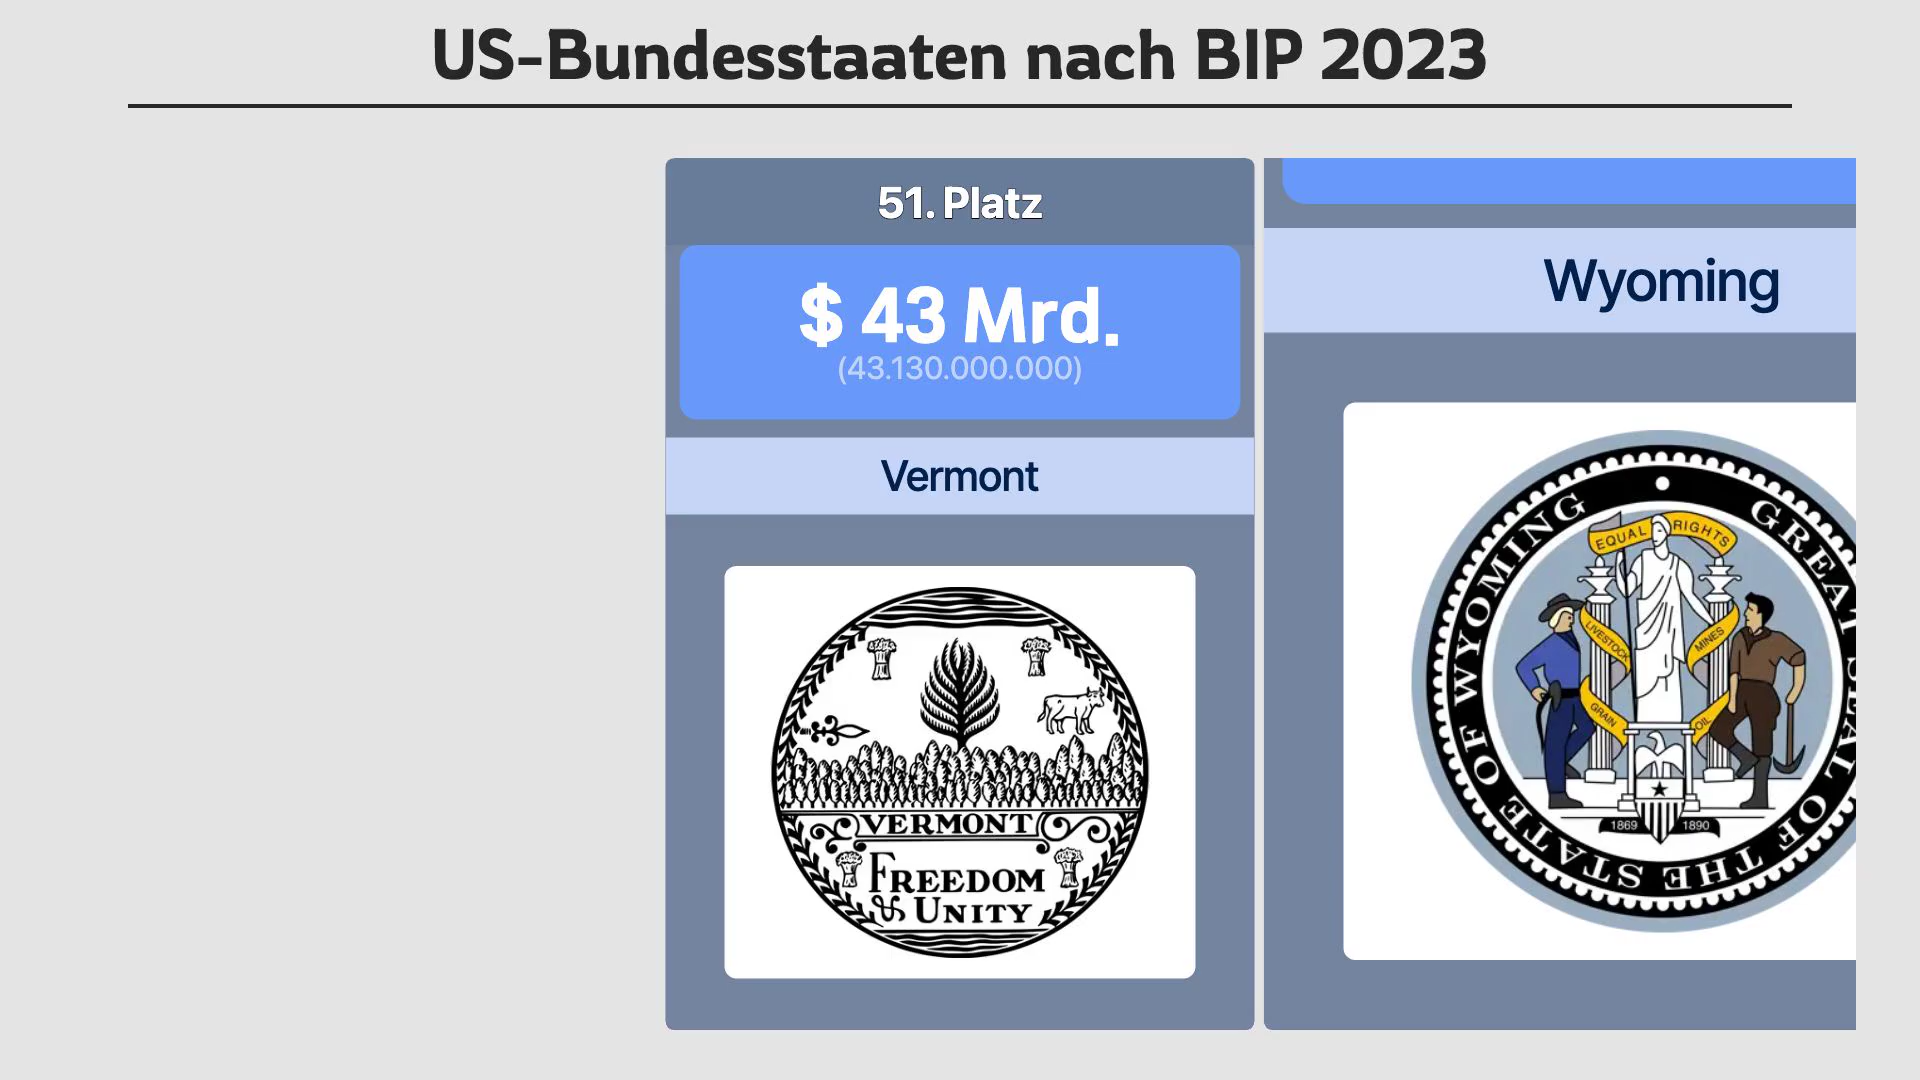 US-Bundesstaaten nach BIP 2023
51. Platz
$ 43 Mrd.
(43.130.000.000)
Vermont
VERMONT
FREEDOM
& UNITY
Wyoming
GREAT SEAL OF THE STATE OF WYOMING
EQUAL RIGHTS
LIVESTOCK
MINES
GRAIN
OIL
1869
1890